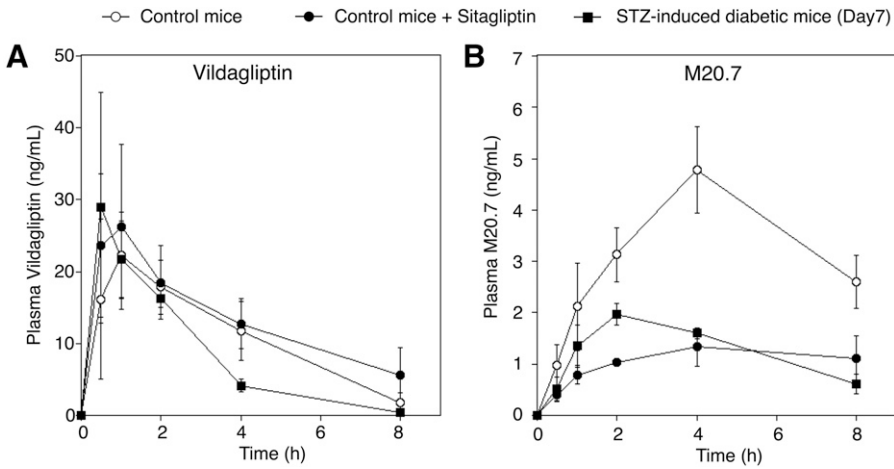 Control mice
Control mice + Sitagliptin
STZ-induced diabetic mice (Day7)
A
Vildagliptin
Plasma Vildagliptin (ng/mL)
50
40
30
20
10
0
0 2 4 6 8
Time (h)
B
M20.7
Plasma M20.7 (ng/mL)
7
6
5
4
3
2
1
0
0 2 4 6 8
Time (h)